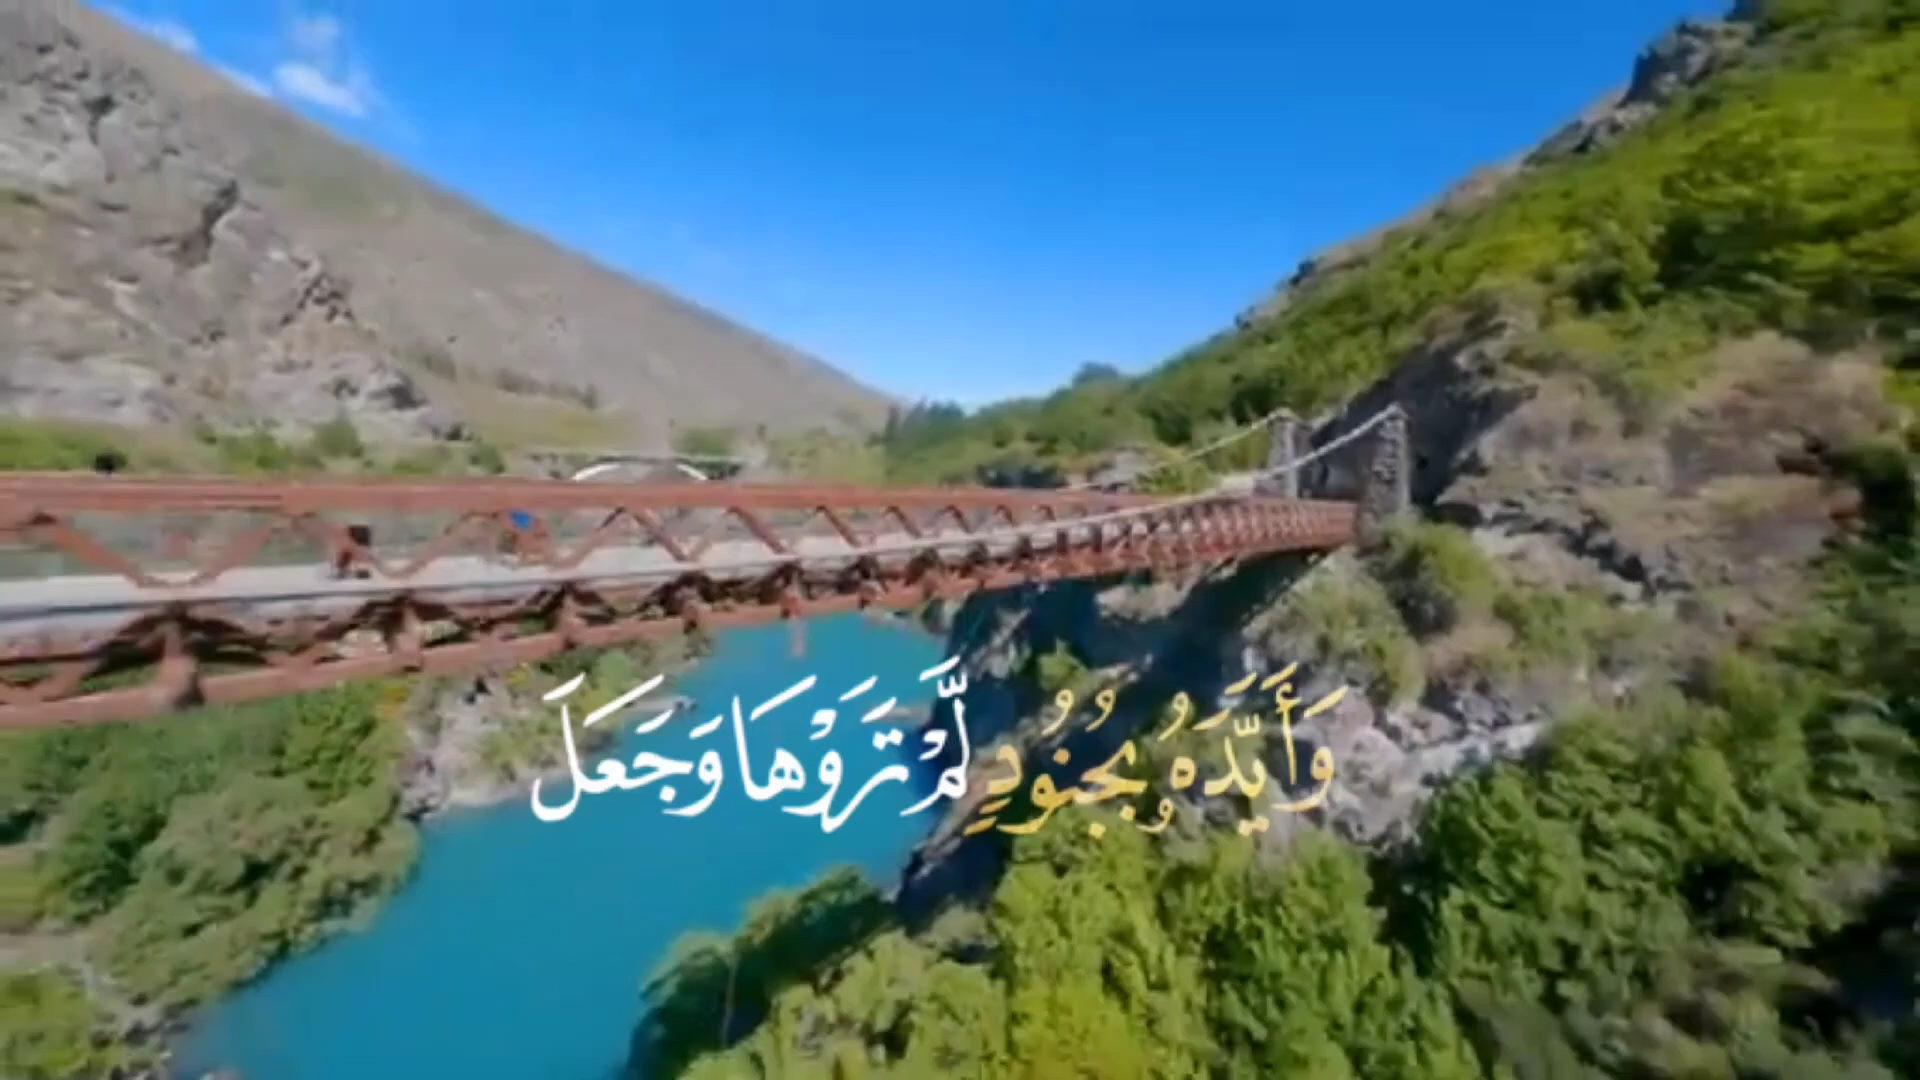 وَأَيَّدَهُۥ بِجُنُودٍ لَّمْ تَرَوْهَا وَجَعَلَ